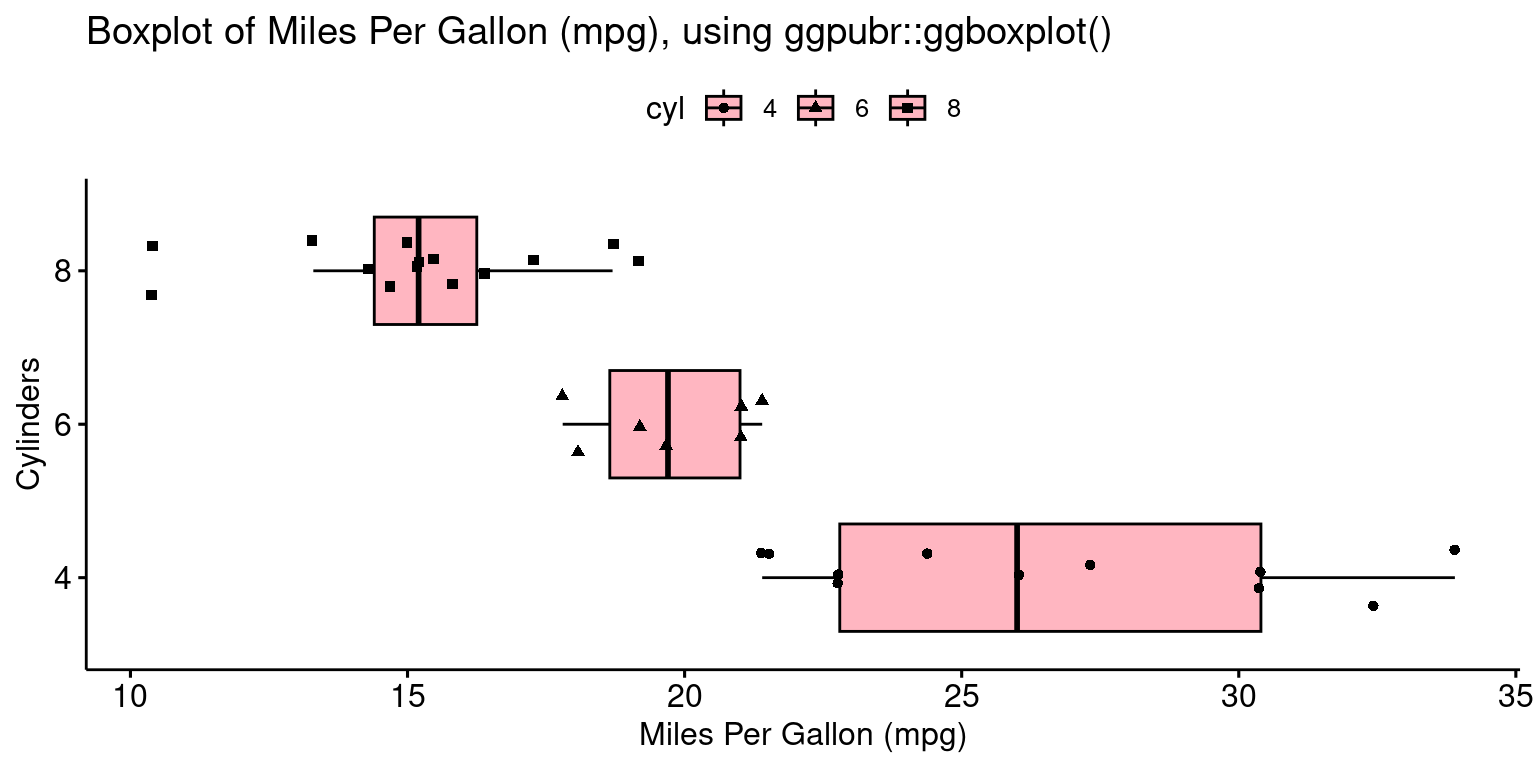 Boxplot of Miles Per Gallon (mpg), using ggpubr::ggboxplot()
cyl 4 6 8
8
6
4
Cylinders
10 15 20 25 30 35
Miles Per Gallon (mpg)